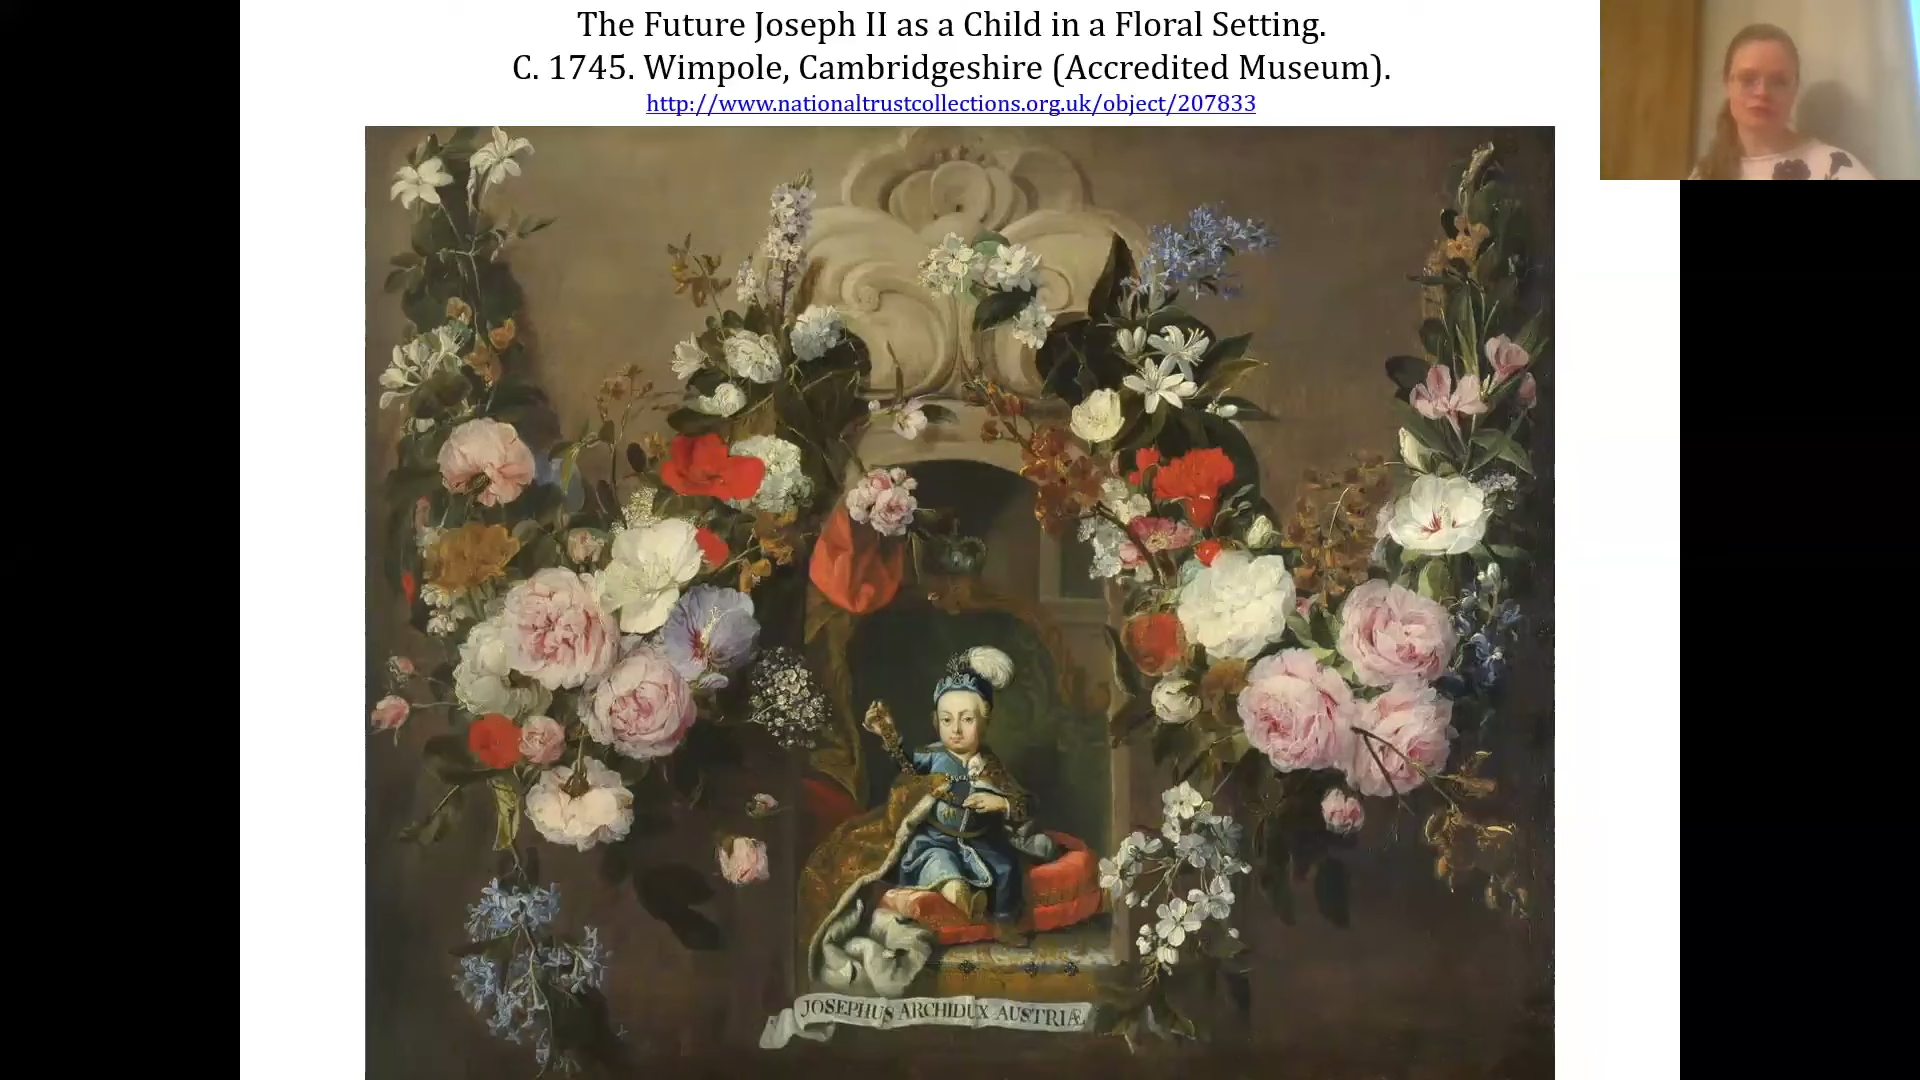 The Future Joseph II as a Child in a Floral Setting.
C. 1745. Wimpole, Cambridgeshire (Accredited Museum).
http://www.nationaltrustcollections.org.uk/object/207833
JOSEPHUS ARCHIDUX AUSTRIÆ